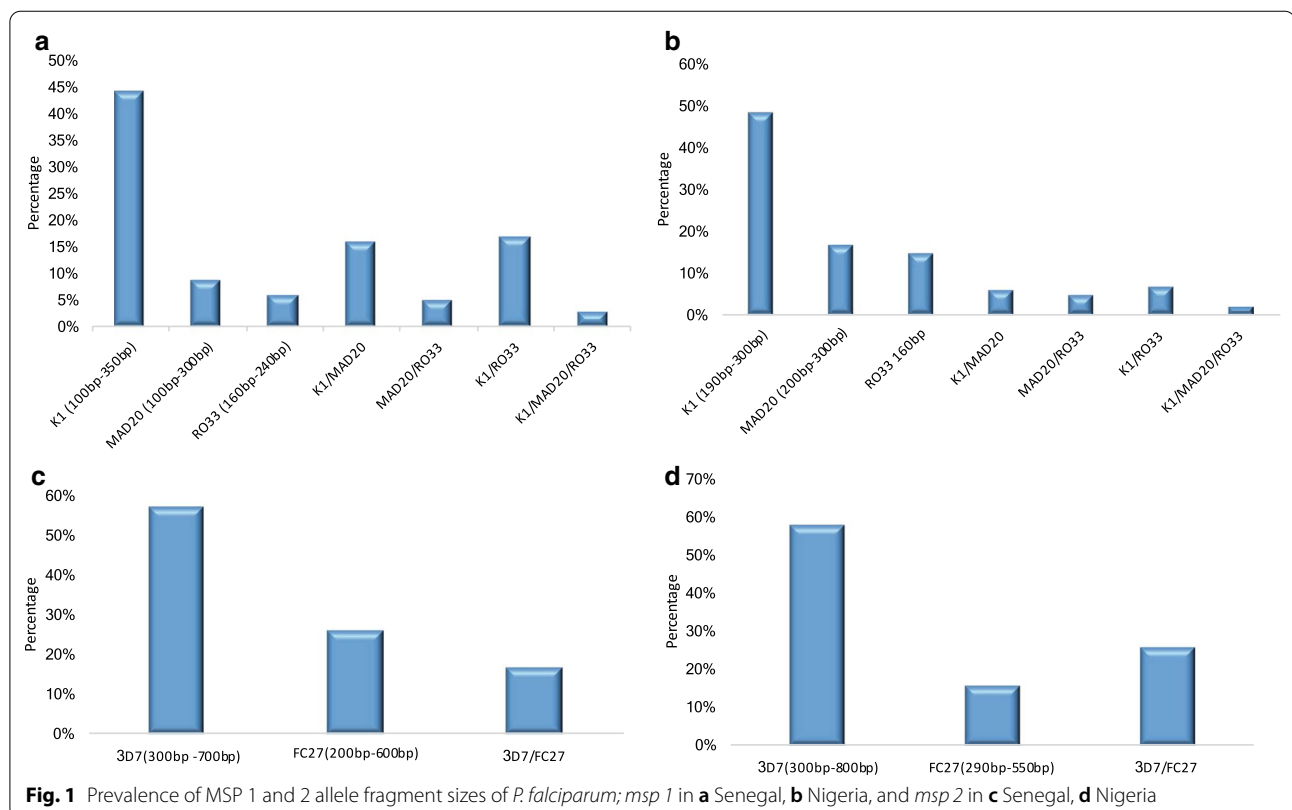 a
50%
45%
40%
35%
30%
25%
20%
15%
10%
5%
0%
Percentage
K1 (100bp-350bp)
MAD20 (100bp-300bp)
RO33 (160bp-240bp)
K1/MAD20
MAD20/RO33
K1/RO33
K1/MAD20/RO33
b
60%
50%
40%
30%
20%
10%
0%
Percentage
K1 (190bp-300bp)
MAD20 (200bp-300bp)
RO33 160bp
K1/MAD20
MAD20/RO33
K1/RO33
K1/MAD20/RO33
c
60%
50%
40%
30%
20%
10%
0%
Percentage
3D7(300bp -700bp)
FC27(200bp-600bp)
3D7/FC27
d
70%
60%
50%
40%
30%
20%
10%
0%
Percentage
3D7(300bp-800bp)
FC27(290bp-550bp)
3D7/FC27
Fig. 1 Prevalence of MSP 1 and 2 allele fragment sizes of P. falciparum; msp 1 in a Senegal, b Nigeria, and msp 2 in c Senegal, d Nigeria